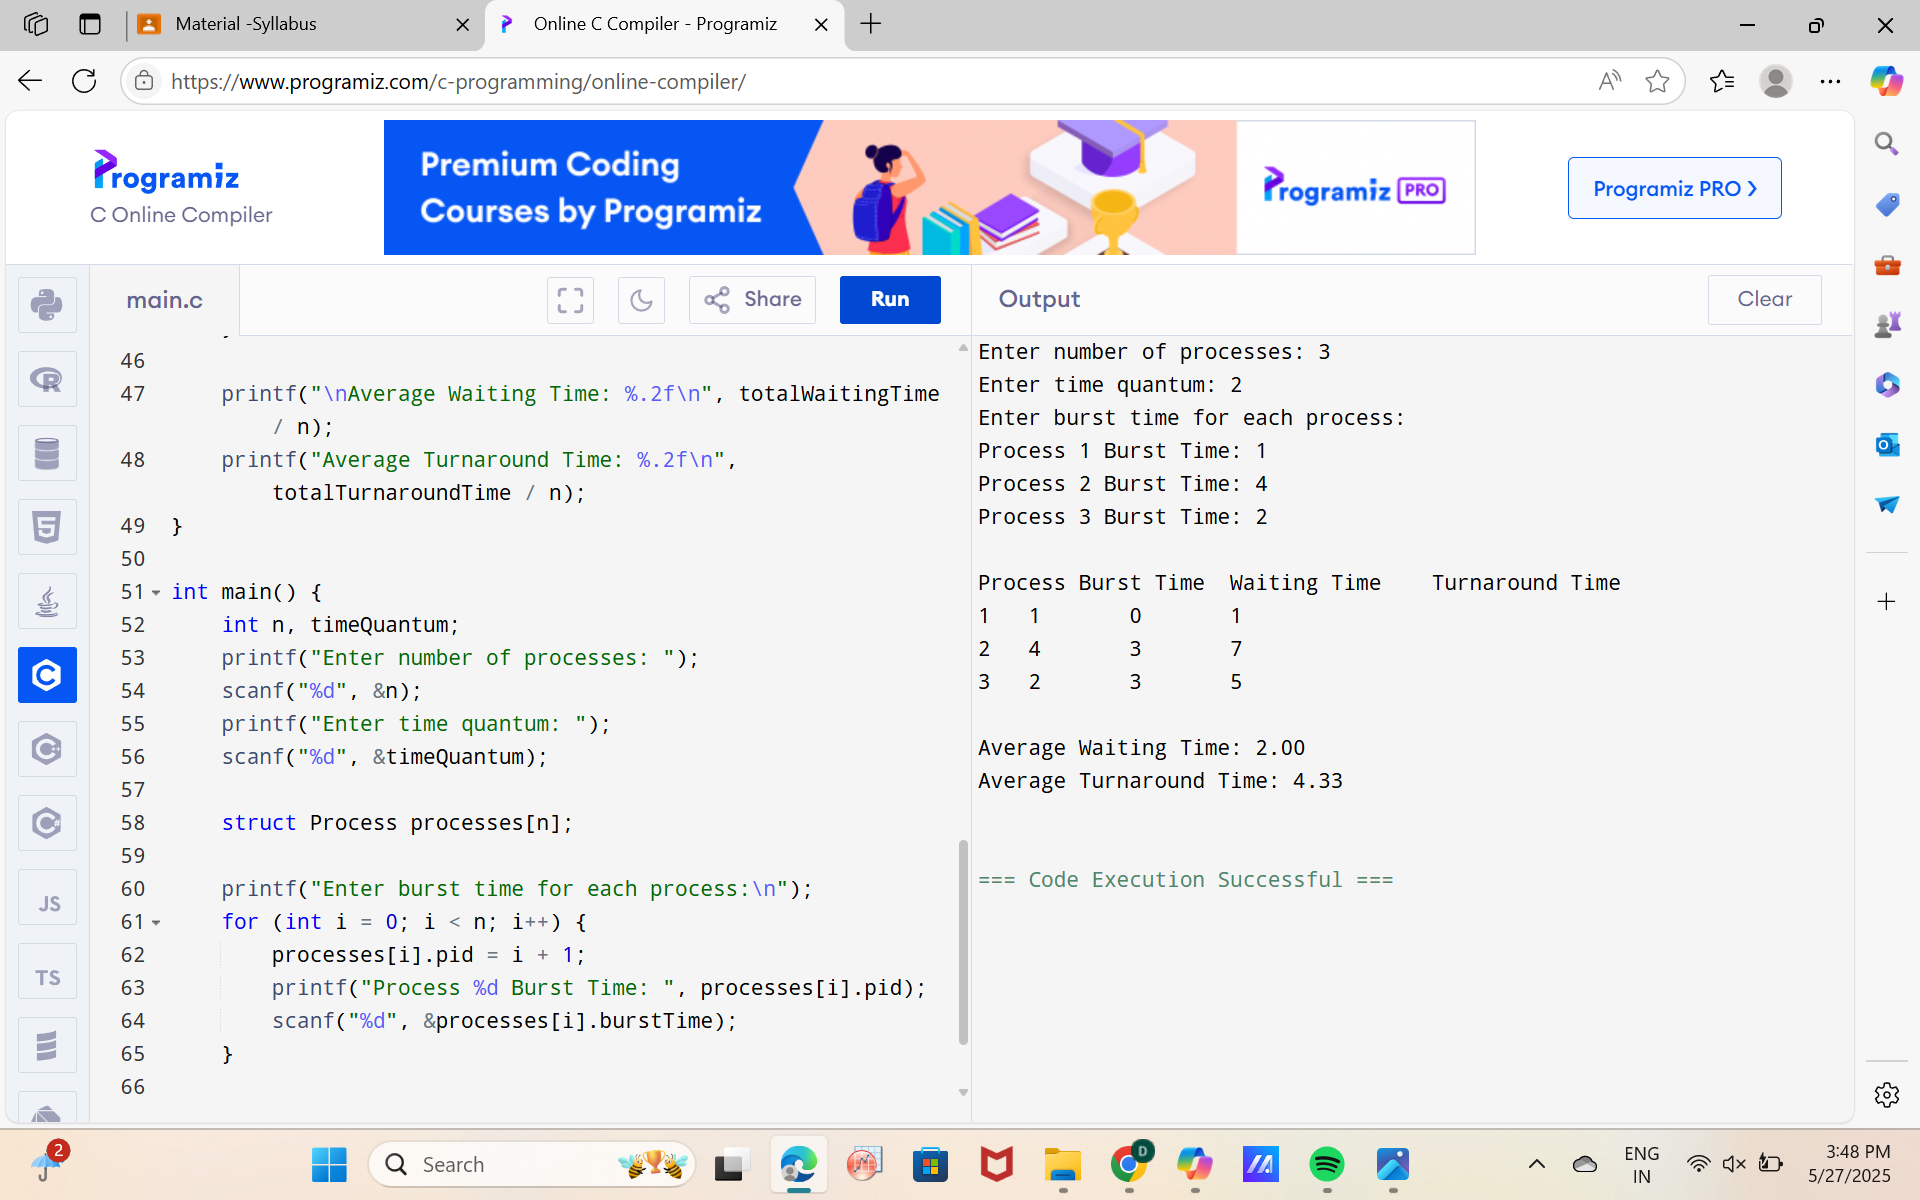 Material -Syllabus
Online C Compiler - Programiz
https://www.programiz.com/c-programming/online-compiler/
Programiz
C Online Compiler
Premium Coding
Courses by Programiz
Programiz PRO
Programiz PRO ❯
main.c
Share
Run
Output
Clear
46
47 printf("\nAverage Waiting Time: %.2f\n", totalWaitingTime
/ n);
48 printf("Average Turnaround Time: %.2f\n",
totalTurnaroundTime / n);
49 }
50
51 int main() {
52 int n, timeQuantum;
53 printf("Enter number of processes: ");
54 scanf("%d", &n);
55 printf("Enter time quantum: ");
56 scanf("%d", &timeQuantum);
57
58 struct Process processes[n];
59
60 printf("Enter burst time for each process:\n");
61 for (int i = 0; i < n; i++) {
62 processes[i].pid = i + 1;
63 printf("Process %d Burst Time: ", processes[i].pid);
64 scanf("%d", &processes[i].burstTime);
65 }
66
Enter number of processes: 3
Enter time quantum: 2
Enter burst time for each process:
Process 1 Burst Time: 1
Process 2 Burst Time: 4
Process 3 Burst Time: 2
Process Burst Time Waiting Time Turnaround Time
1 1 0 1
2 4 3 7
3 2 3 5
Average Waiting Time: 2.00
Average Turnaround Time: 4.33
=== Code Execution Successful ===
JS
TS
2
Search
D
ENG
IN
3:48 PM
5/27/2025